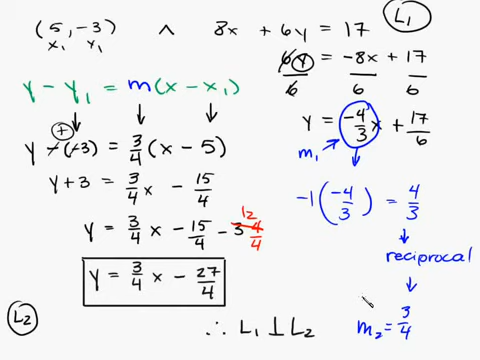 (5, -3) ∧ 8x + 6y = 17 L₁
x₁ x₁
6y/6 = -8x/6 + 17/6
y - y₁ = m(x - x₁)
y = -4/3 x + 17/6
m₁
(+)
y -(-3) = 3/4 (x - 5)
y + 3 = 3/4 x - 15/4
-1(-4/3) = 4/3
y = 3/4 x - 15/4 - 3 12 4/4
reciprocal
y = 3/4 x - 27/4
L₂ ∴ L₁ ⊥ L₂ m₂ = 3/4